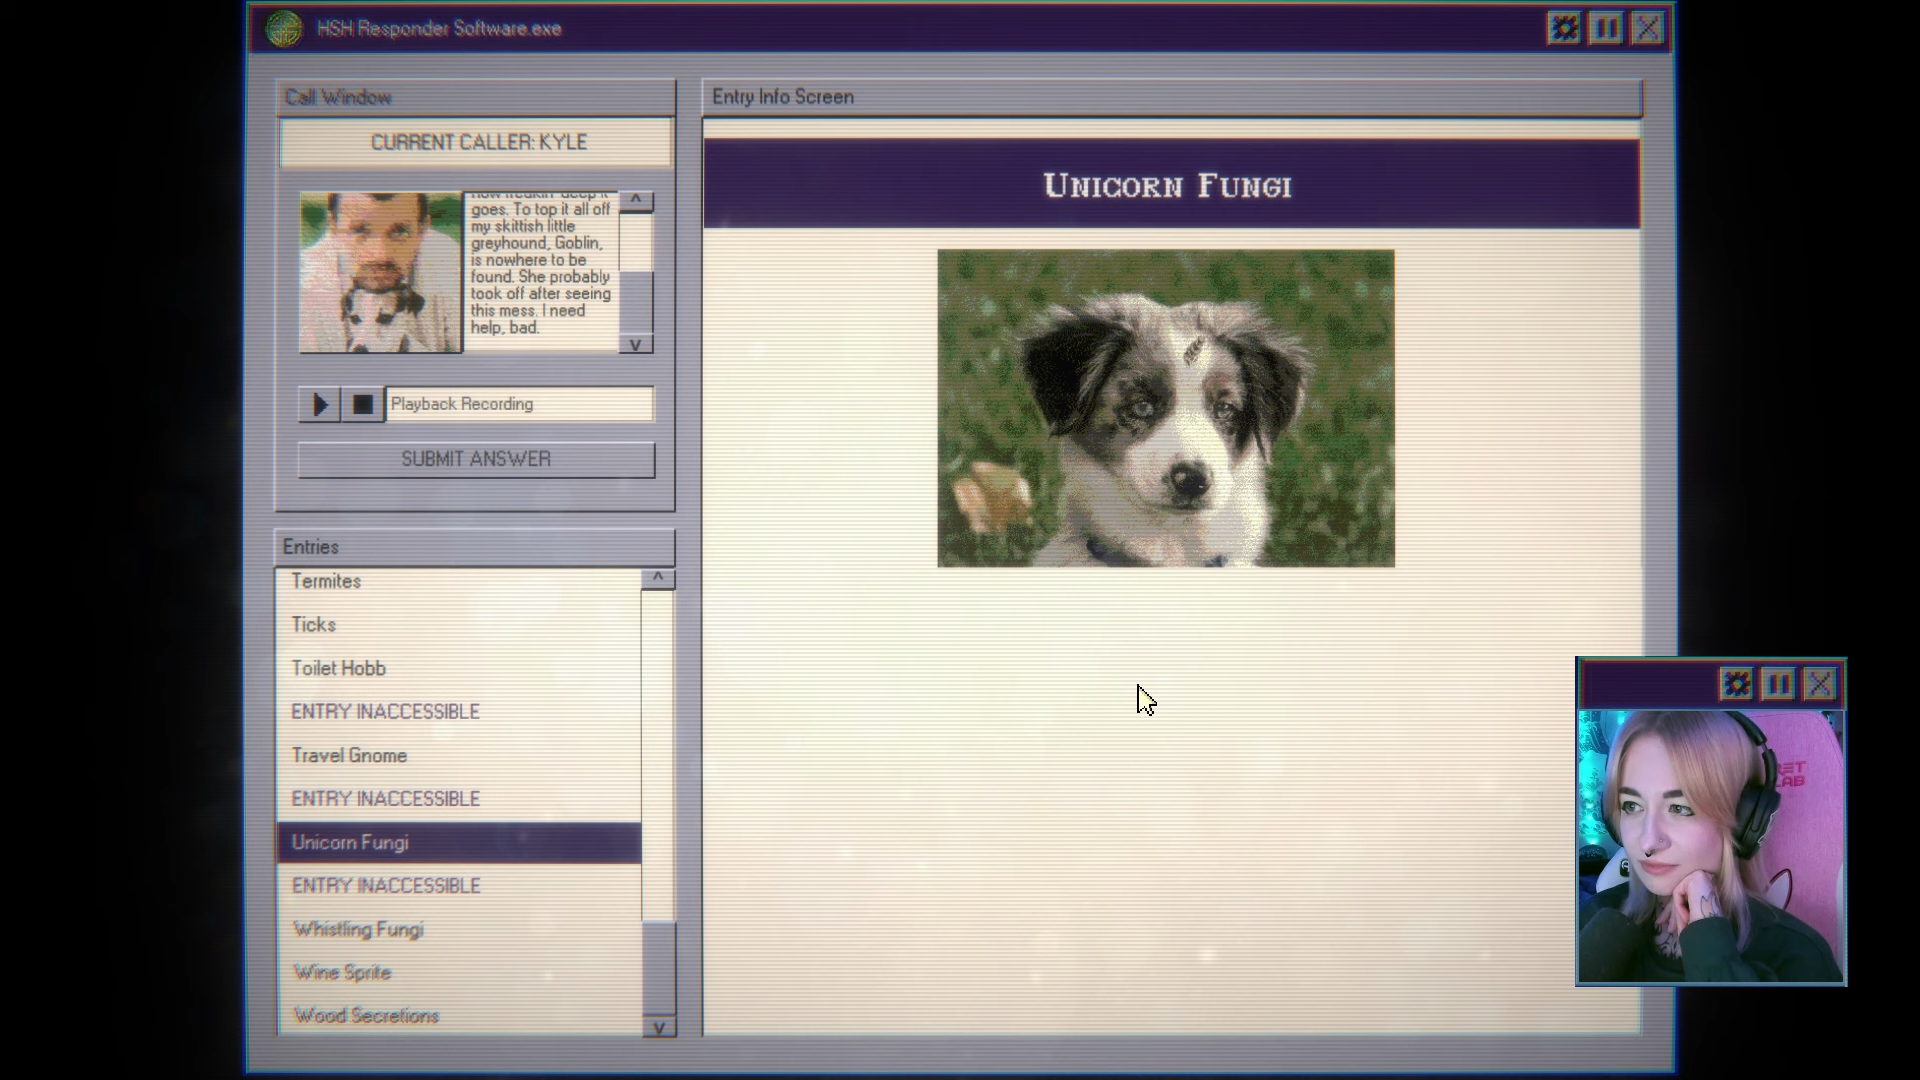 HSH Responder Software.exe
Call Window
CURRENT CALLER: KYLE
goes. To top it all off
my skittish little
greyhound, Goblin,
is nowhere to be
found. She probably
took off after seeing
this mess. I need
help, bad.
Playback Recording
SUBMIT ANSWER
Entries
Termites
Ticks
Toilet Hobb
ENTRY INACCESSIBLE
Travel Gnome
ENTRY INACCESSIBLE
Unicorn Fungi
ENTRY INACCESSIBLE
Whistling Fungi
Wine Sprite
Wood Secretions
Entry Info Screen
Unicorn Fungi